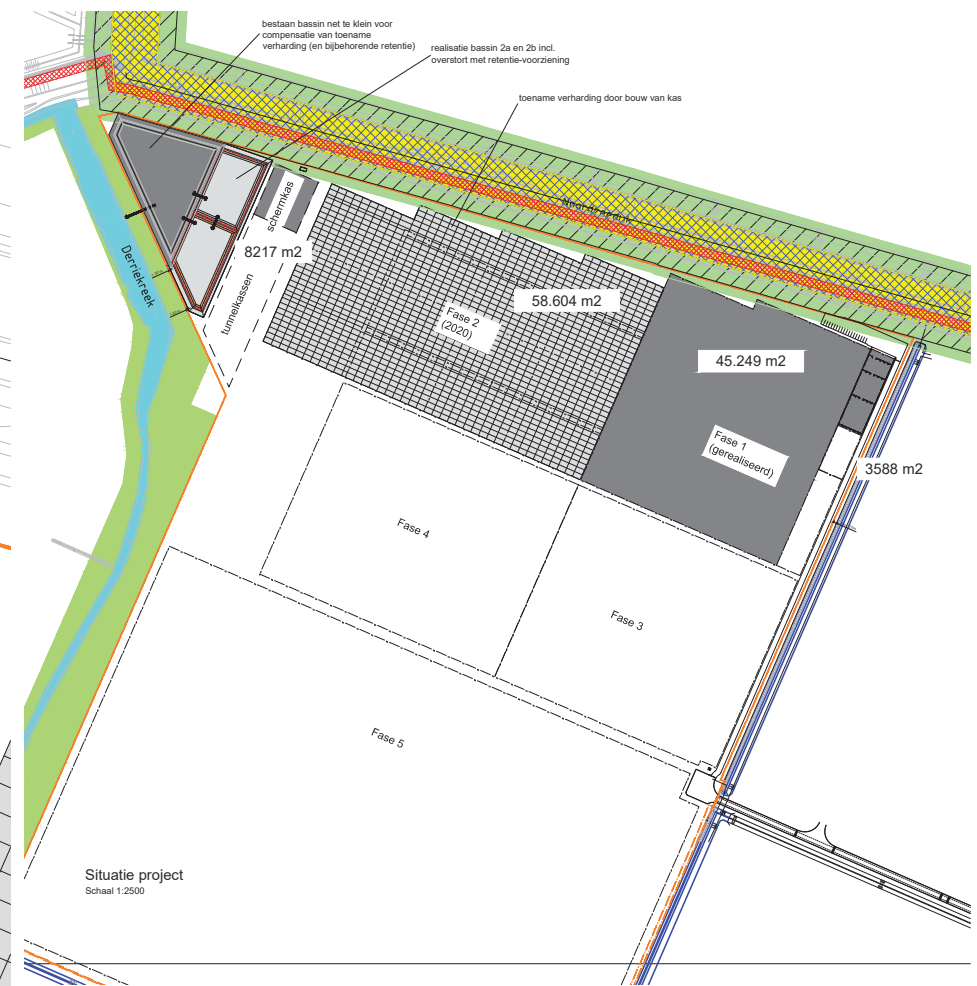 bestaan bassin net te klein voor
compensatie van toename
verharding (en bijbehorende retentie)
realisatie bassin 2a en 2b incl.
overstort met retentie-voorziening
toename verharding door bouw van kas
Noordzeedijk
schermkas
8217 m2
Derriekreek
tunnelkassen
58.604 m2
Fase 2
(2020)
45.249 m2
Fase 1
(gerealiseerd)
3588 m2
Fase 4
Fase 3
Fase 5
Situatie project
Schaal 1:2500